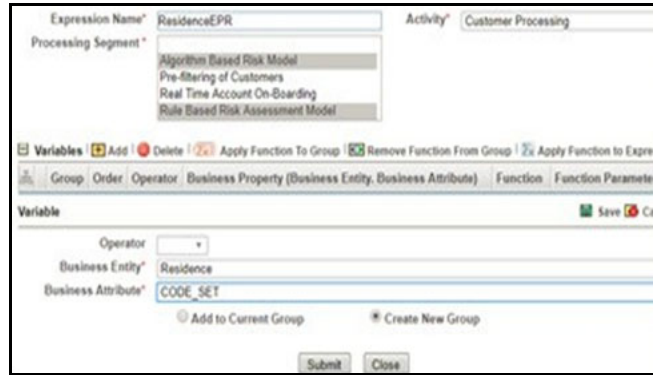 Expression Name* ResidenceEPR Activity* Customer Processing
Processing Segment*
Algorithm Based Risk Model
Pre-filtering of Customers
Real Time Account On-Boarding
Rule Based Risk Assessment Model
Variables Add Delete Apply Function To Group Remove Function From Group Apply Function to Expre
Group Order Operator Business Property (Business Entity. Business Attribute) Function Function Paramete
Variable Save Ca
Operator
Business Entity* Residence
Business Attribute* CODE_SET
Add to Current Group Create New Group
Submit Close